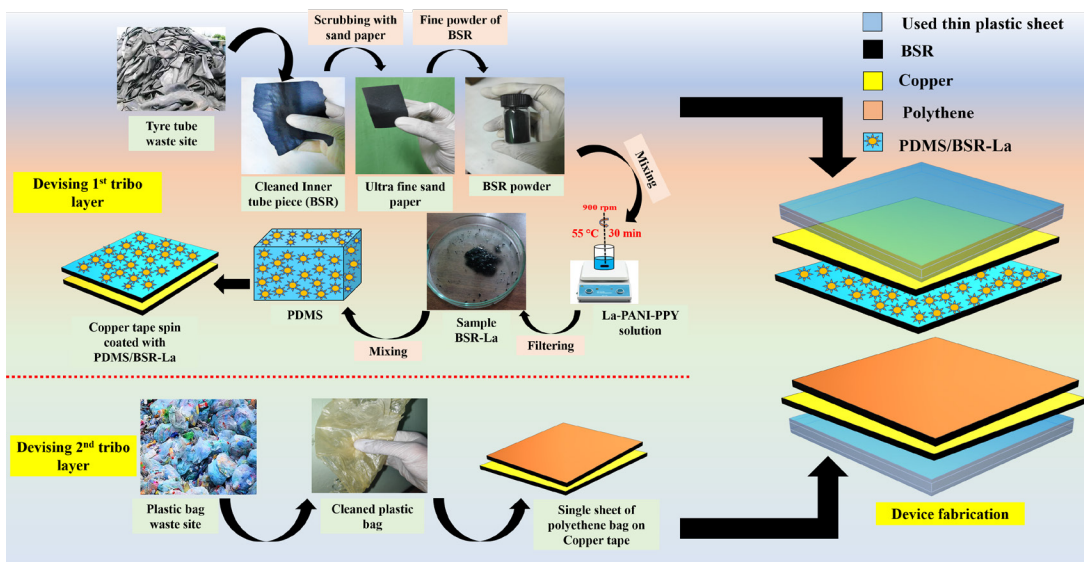 Scrubbing with
sand paper
Fine powder of
BSR
Tyre tube
waste site
Cleaned Inner
tube piece (BSR)
Ultra fine sand
paper
BSR powder
Mixing
Devising 1st tribo
layer
900 rpm
55 °C
30 min
La-PANI-PPY
solution
Filtering
Sample
BSR-La
Mixing
PDMS
Copper tape spin
coated with
PDMS/BSR-La
Devising 2nd tribo
layer
Plastic bag
waste site
Cleaned plastic
bag
Single sheet of
polyethene bag on
Copper tape
Used thin plastic sheet
BSR
Copper
Polythene
PDMS/BSR-La
Device fabrication